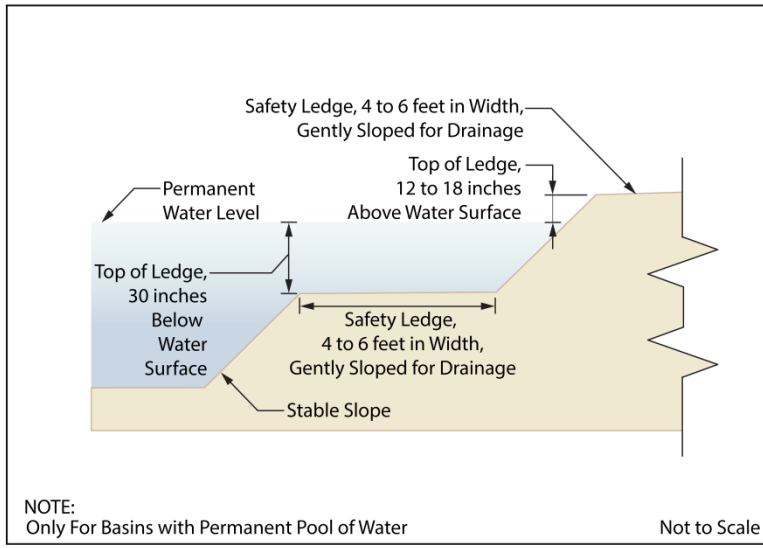 Safety Ledge, 4 to 6 feet in Width,
Gently Sloped for Drainage
Top of Ledge,
12 to 18 inches
Above Water Surface
Permanent
Water Level
Top of Ledge,
30 inches
Below
Water
Surface
Safety Ledge,
4 to 6 feet in Width,
Gently Sloped for Drainage
Stable Slope
NOTE:
Only For Basins with Permanent Pool of Water
Not to Scale